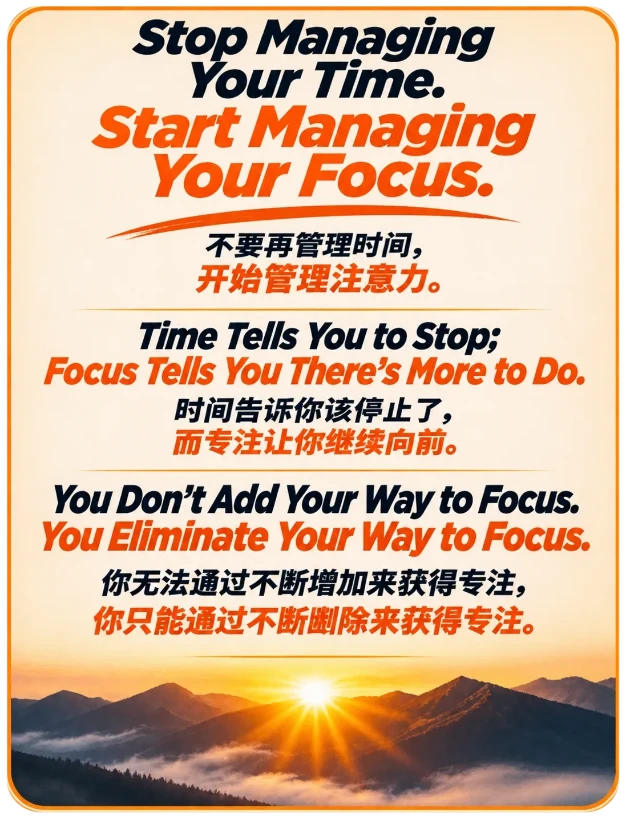 Stop Managing
Your Time.
Start Managing
Your Focus.
不要再管理时间，
开始管理注意力。
Time Tells You to Stop;
Focus Tells You There's More to Do.
时间告诉你该停止了，
而专注让你继续向前。
You Don't Add Your Way to Focus.
You Eliminate Your Way to Focus.
你无法通过不断增加来获得专注，
你只能通过不断删除来获得专注。